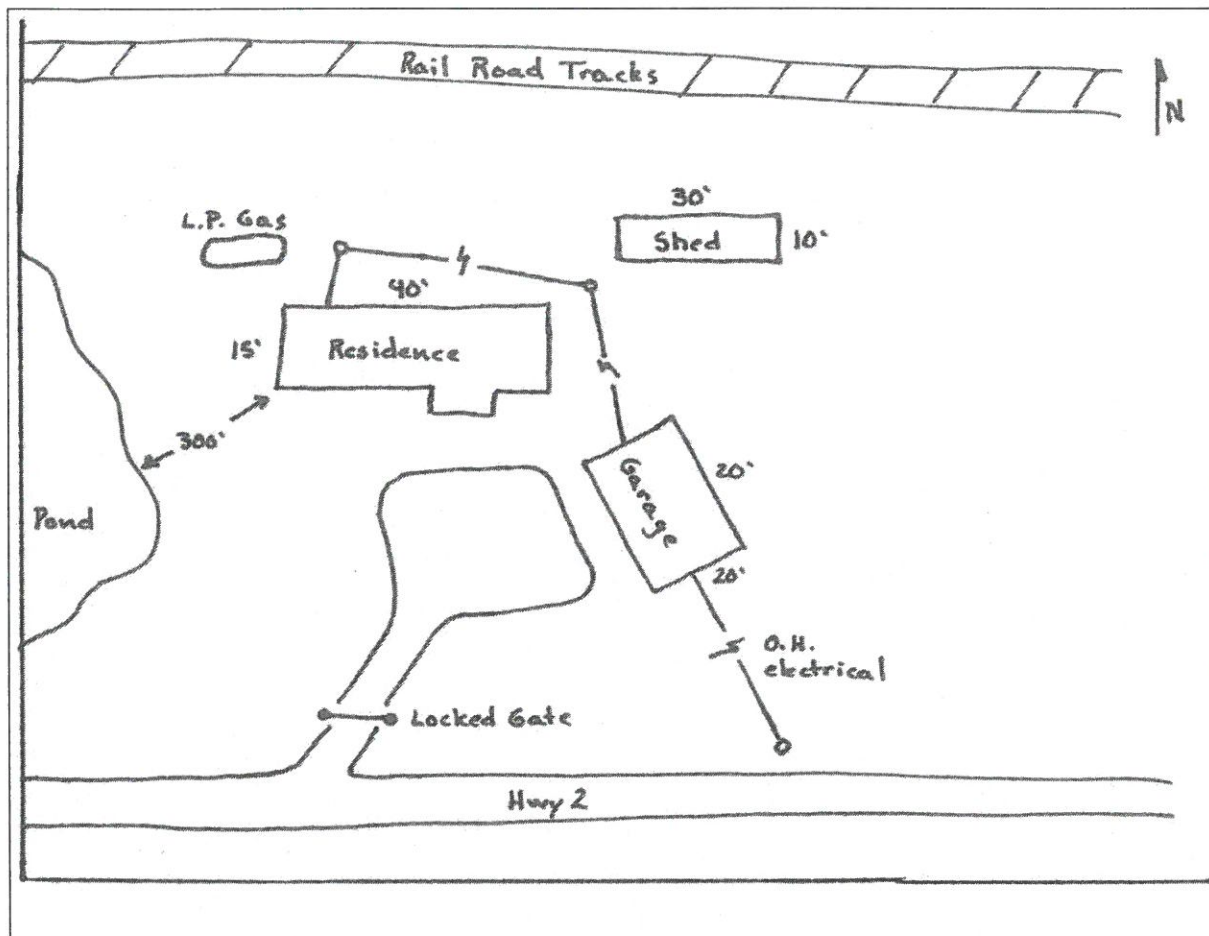 Rail Road Tracks
N
30'
L.P. Gas
Shed
10'
40'
15'
Residence
300'
Garage
20'
Pond
20'
O.H.
electrical
Locked Gate
Hwy 2